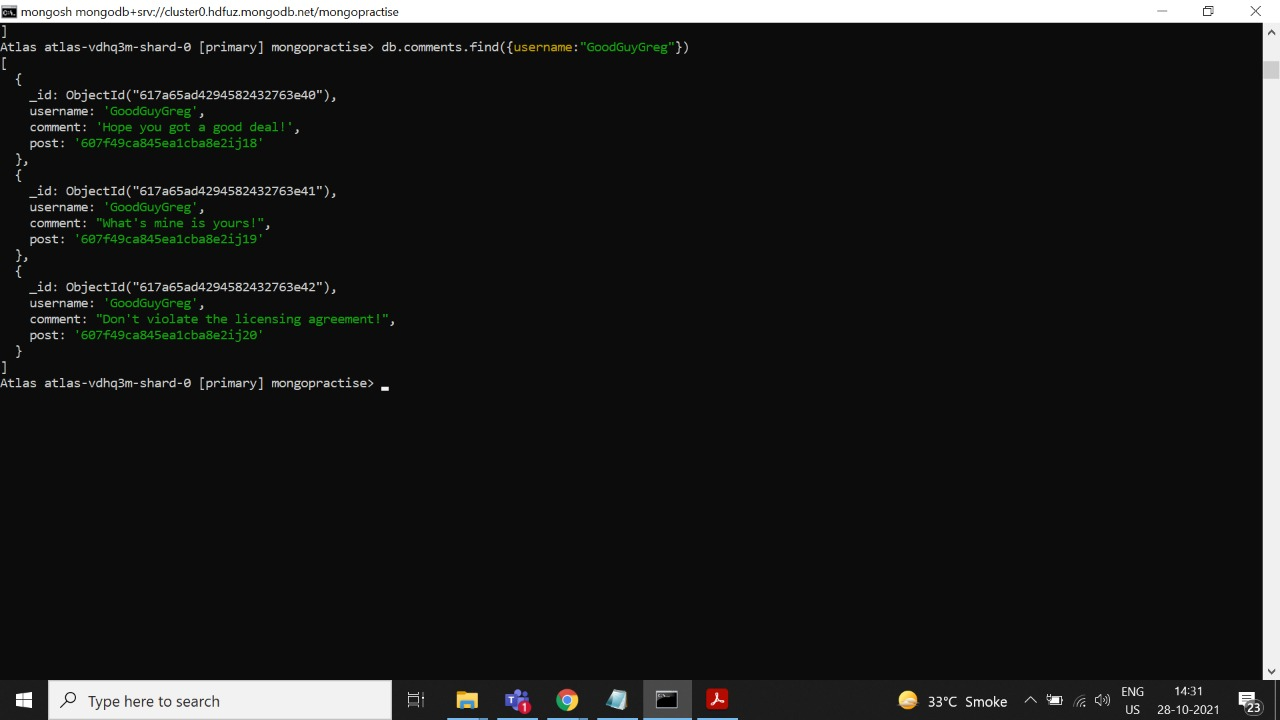 mongosh mongodb+srv://cluster0.hdfuz.mongodb.net/mongopractise
]
Atlas atlas-vdhq3m-shard-0 [primary] mongopractise> db.comments.find({username:"GoodGuyGreg"})
[
  {
    _id: ObjectId("617a65ad4294582432763e40"),
    username: 'GoodGuyGreg',
    comment: 'Hope you got a good deal!',
    post: '607f49ca845ea1cba8e2ij18'
  },
  {
    _id: ObjectId("617a65ad4294582432763e41"),
    username: 'GoodGuyGreg',
    comment: "What's mine is yours!",
    post: '607f49ca845ea1cba8e2ij19'
  },
  {
    _id: ObjectId("617a65ad4294582432763e42"),
    username: 'GoodGuyGreg',
    comment: "Don't violate the licensing agreement!",
    post: '607f49ca845ea1cba8e2ij20'
  }
]
Atlas atlas-vdhq3m-shard-0 [primary] mongopractise>
Type here to search
1
33°C Smoke
ENG
US
14:31
28-10-2021
23